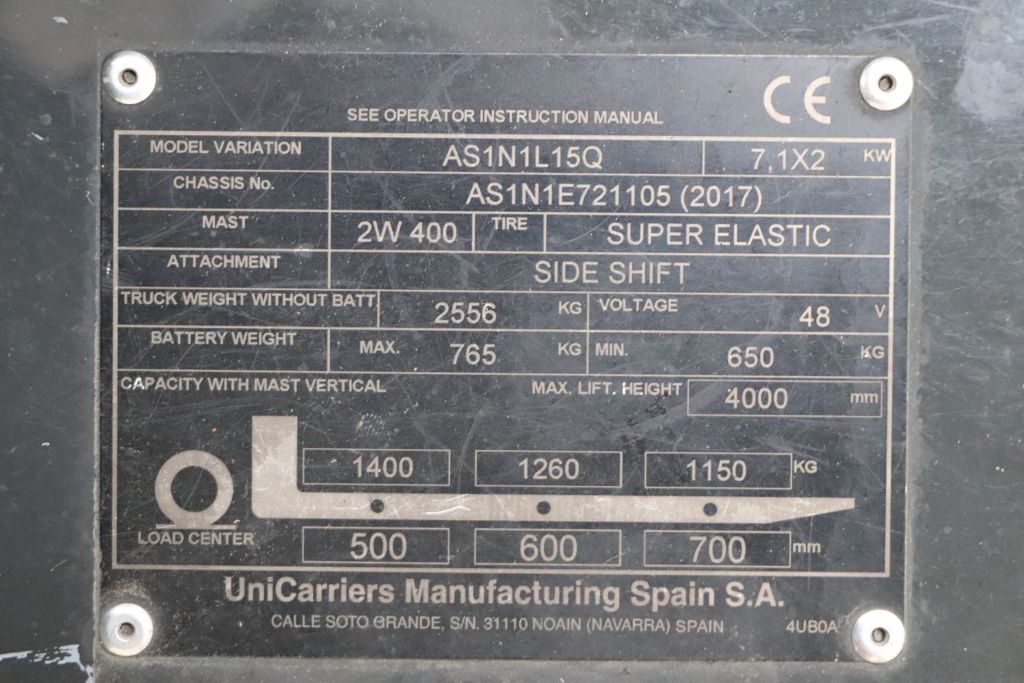 CE
SEE OPERATOR INSTRUCTION MANUAL
MODEL VARIATION AS1N1L15Q 7,1X2 KW
CHASSIS No. AS1N1E721105 (2017)
MAST 2W 400 TIRE SUPER ELASTIC
ATTACHMENT SIDE SHIFT
TRUCK WEIGHT WITHOUT BATT 2556 KG VOLTAGE 48 V
BATTERY WEIGHT MAX. 765 KG MIN. 650 KG
CAPACITY WITH MAST VERTICAL MAX. LIFT. HEIGHT 4000 mm
1400 1260 1150 KG
LOAD CENTER 500 600 700 mm
UniCarriers Manufacturing Spain S.A.
CALLE SOTO GRANDE, S/N. 31110 NOAIN (NAVARRA) SPAIN 4UB0A